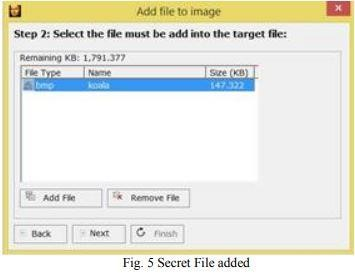 Add file to image
Step 2: Select the file must be add into the target file:
Remaining KB: 1,791.377
File Type Name Size (KB)
bmp koala 147.322
Add File Remove File
Back Next Finish
Fig. 5 Secret File added